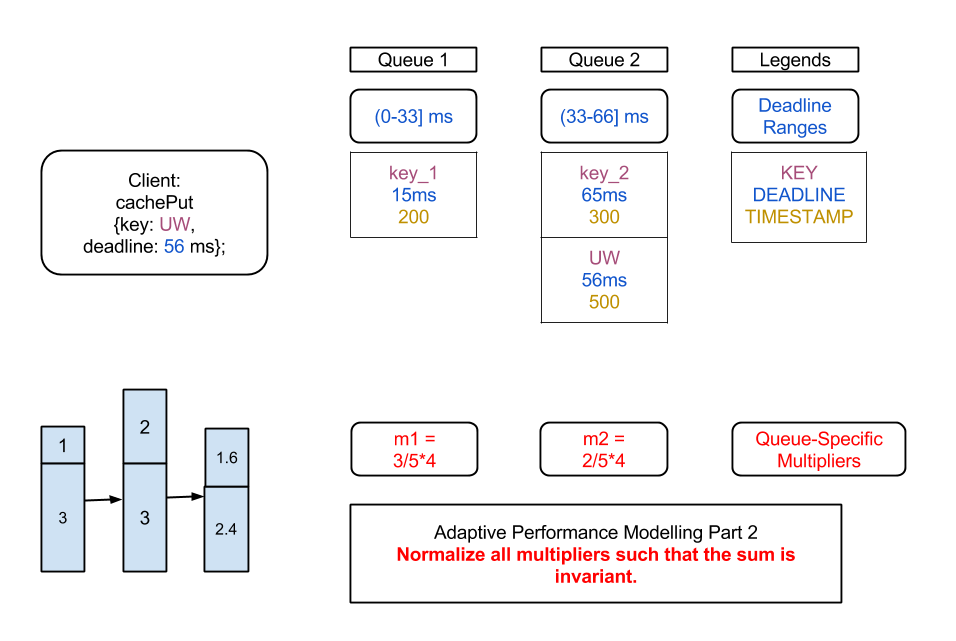 Queue 1
Queue 2
Legends
(0-33] ms
(33-66] ms
Deadline
Ranges
Client:
cachePut
{key: UW,
deadline: 56 ms};
key_1
15ms
200
key_2
65ms
300
UW
56ms
500
KEY
DEADLINE
TIMESTAMP
1
3
2
3
1.6
2.4
m1 =
3/5*4
m2 =
2/5*4
Queue-Specific
Multipliers
Adaptive Performance Modelling Part 2
Normalize all multipliers such that the sum is
invariant.